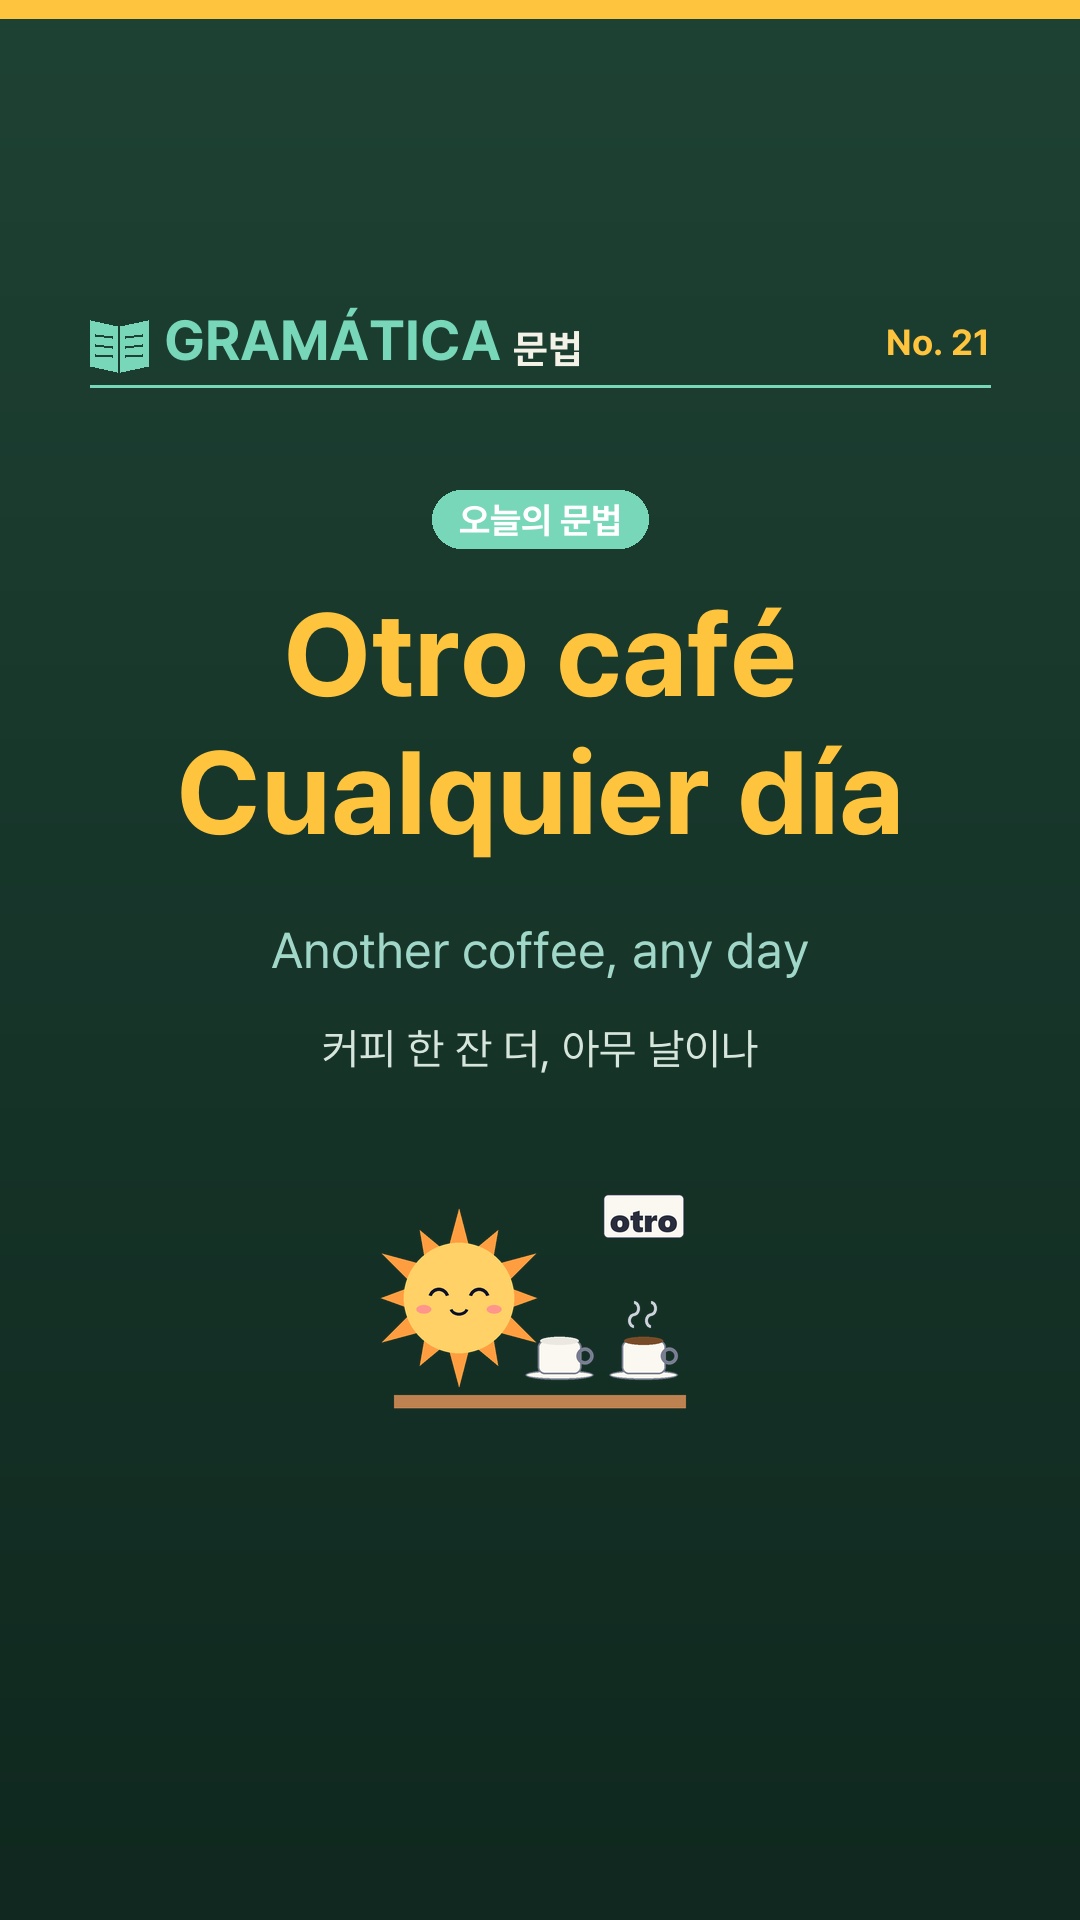 GRAMÁTICA 문법
No. 21
오늘의 문법
Otro café
Cualquier día
Another coffee, any day
커피 한 잔 더, 아무 날이나
otro